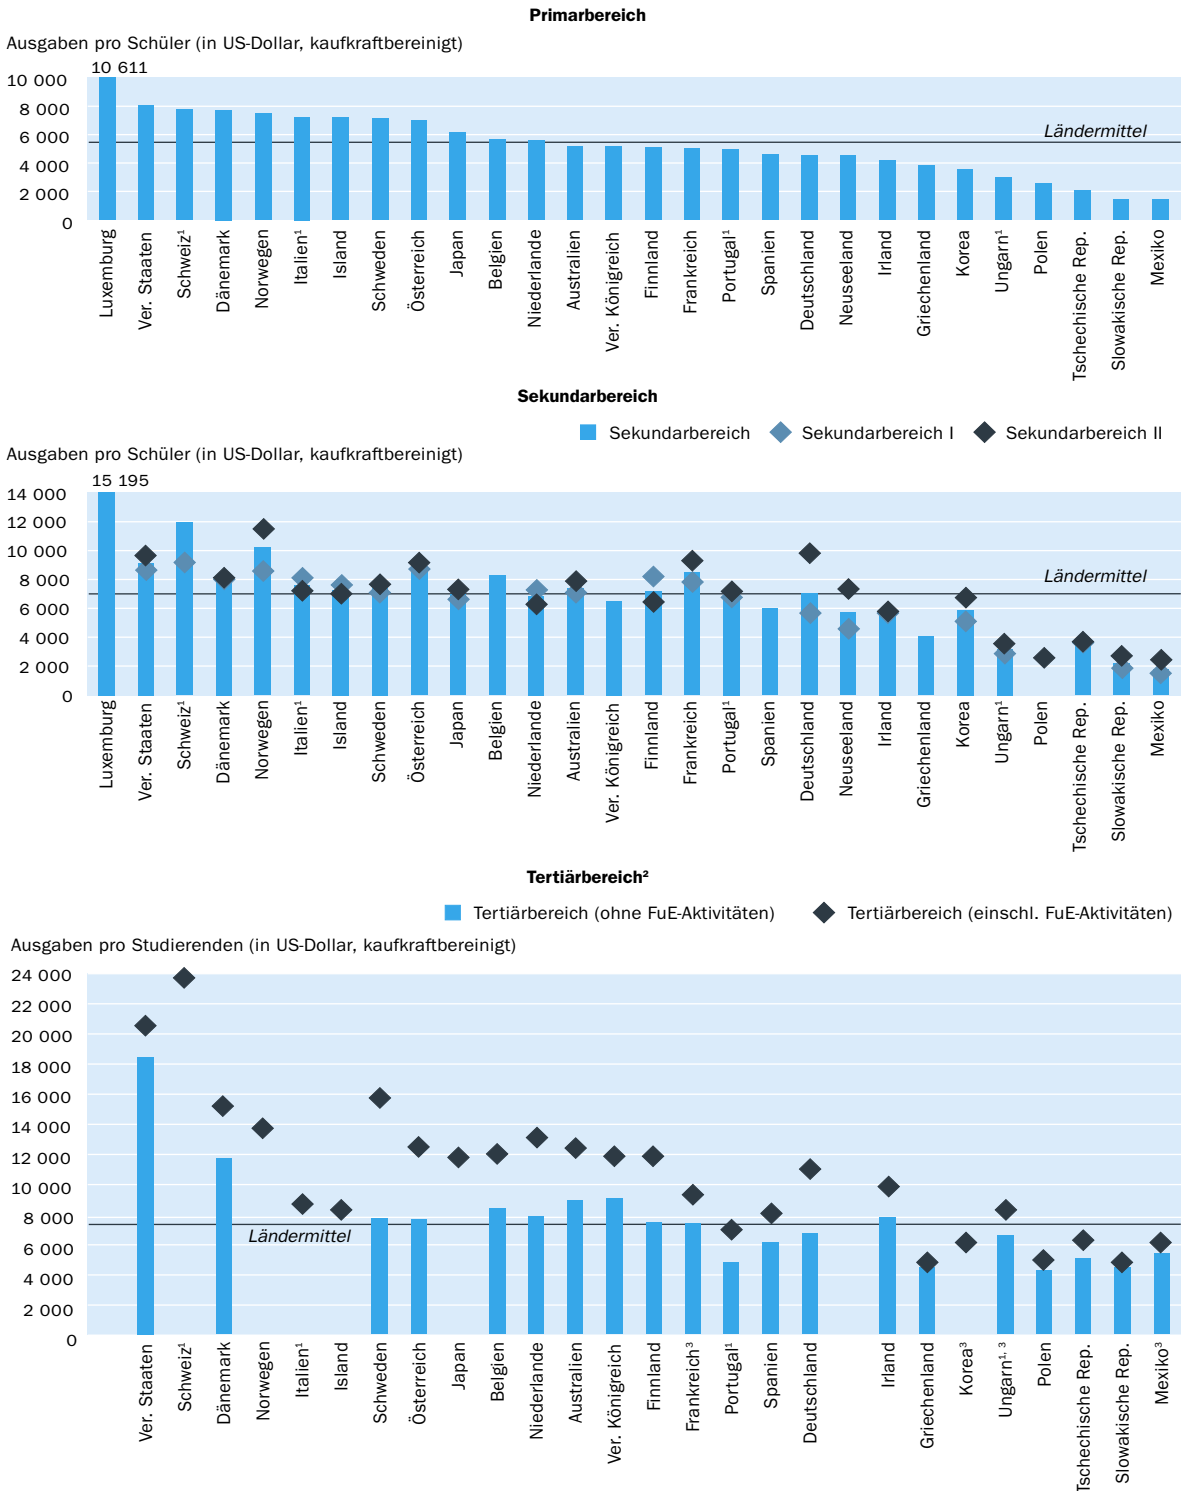 Primarbereich
Ausgaben pro Schüler (in US-Dollar, kaufkraftbereinigt)
10 611
10 000
8 000
6 000
4 000
2 000
0
Ländermittel
Luxemburg
Ver. Staaten
Schweiz¹
Dänemark
Norwegen
Italien¹
Island
Schweden
Österreich
Japan
Belgien
Niederlande
Australien
Ver. Königreich
Finnland
Frankreich
Portugal¹
Spanien
Deutschland
Neuseeland
Irland
Griechenland
Korea
Ungarn¹
Polen
Tschechische Rep.
Slowakische Rep.
Mexiko
Sekundarbereich
Sekundarbereich Sekundarbereich I Sekundarbereich II
Ausgaben pro Schüler (in US-Dollar, kaufkraftbereinigt)
15 195
14 000
12 000
10 000
8 000
6 000
4 000
2 000
0
Ländermittel
Luxemburg
Ver. Staaten
Schweiz¹
Dänemark
Norwegen
Italien¹
Island
Schweden
Österreich
Japan
Belgien
Niederlande
Australien
Ver. Königreich
Finnland
Frankreich
Portugal¹
Spanien
Deutschland
Neuseeland
Irland
Griechenland
Korea
Ungarn¹
Polen
Tschechische Rep.
Slowakische Rep.
Mexiko
Tertiärbereich²
Tertiärbereich (ohne FuE-Aktivitäten) Tertiärbereich (einschl. FuE-Aktivitäten)
Ausgaben pro Studierenden (in US-Dollar, kaufkraftbereinigt)
24 000
22 000
20 000
18 000
16 000
14 000
12 000
10 000
8 000
6 000
4 000
2 000
0
Ländermittel
Ver. Staaten
Schweiz¹
Dänemark
Norwegen
Italien¹
Island
Schweden
Österreich
Japan
Belgien
Niederlande
Australien
Ver. Königreich
Finnland
Frankreich³
Portugal¹
Spanien
Deutschland
Irland
Griechenland
Korea³
Ungarn¹˒ ³
Polen
Tschechische Rep.
Slowakische Rep.
Mexiko³